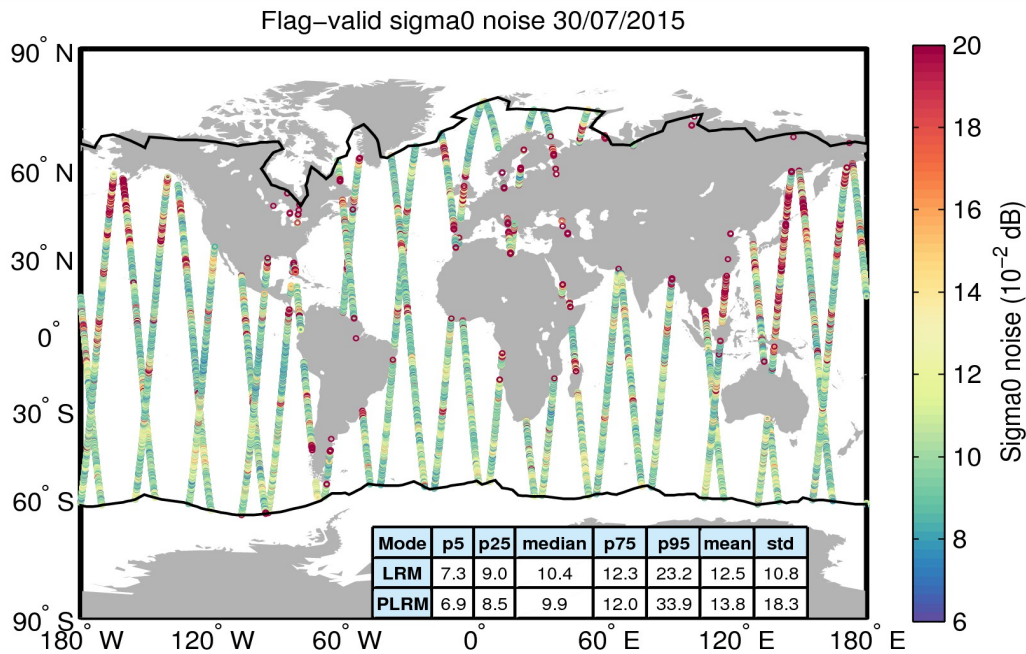 Flag−valid sigma0 noise 30/07/2015
90° N
60° N
30° N
0°
30° S
60° S
90° S
180° W 120° W 60° W 0° 60° E 120° E 180° E
Mode p5 p25 median p75 p95 mean std
LRM 7.3 9.0 10.4 12.3 23.2 12.5 10.8
PLRM 6.9 8.5 9.9 12.0 33.9 13.8 18.3
20
18
16
14
12
10
8
6
Sigma0 noise (10⁻² dB)